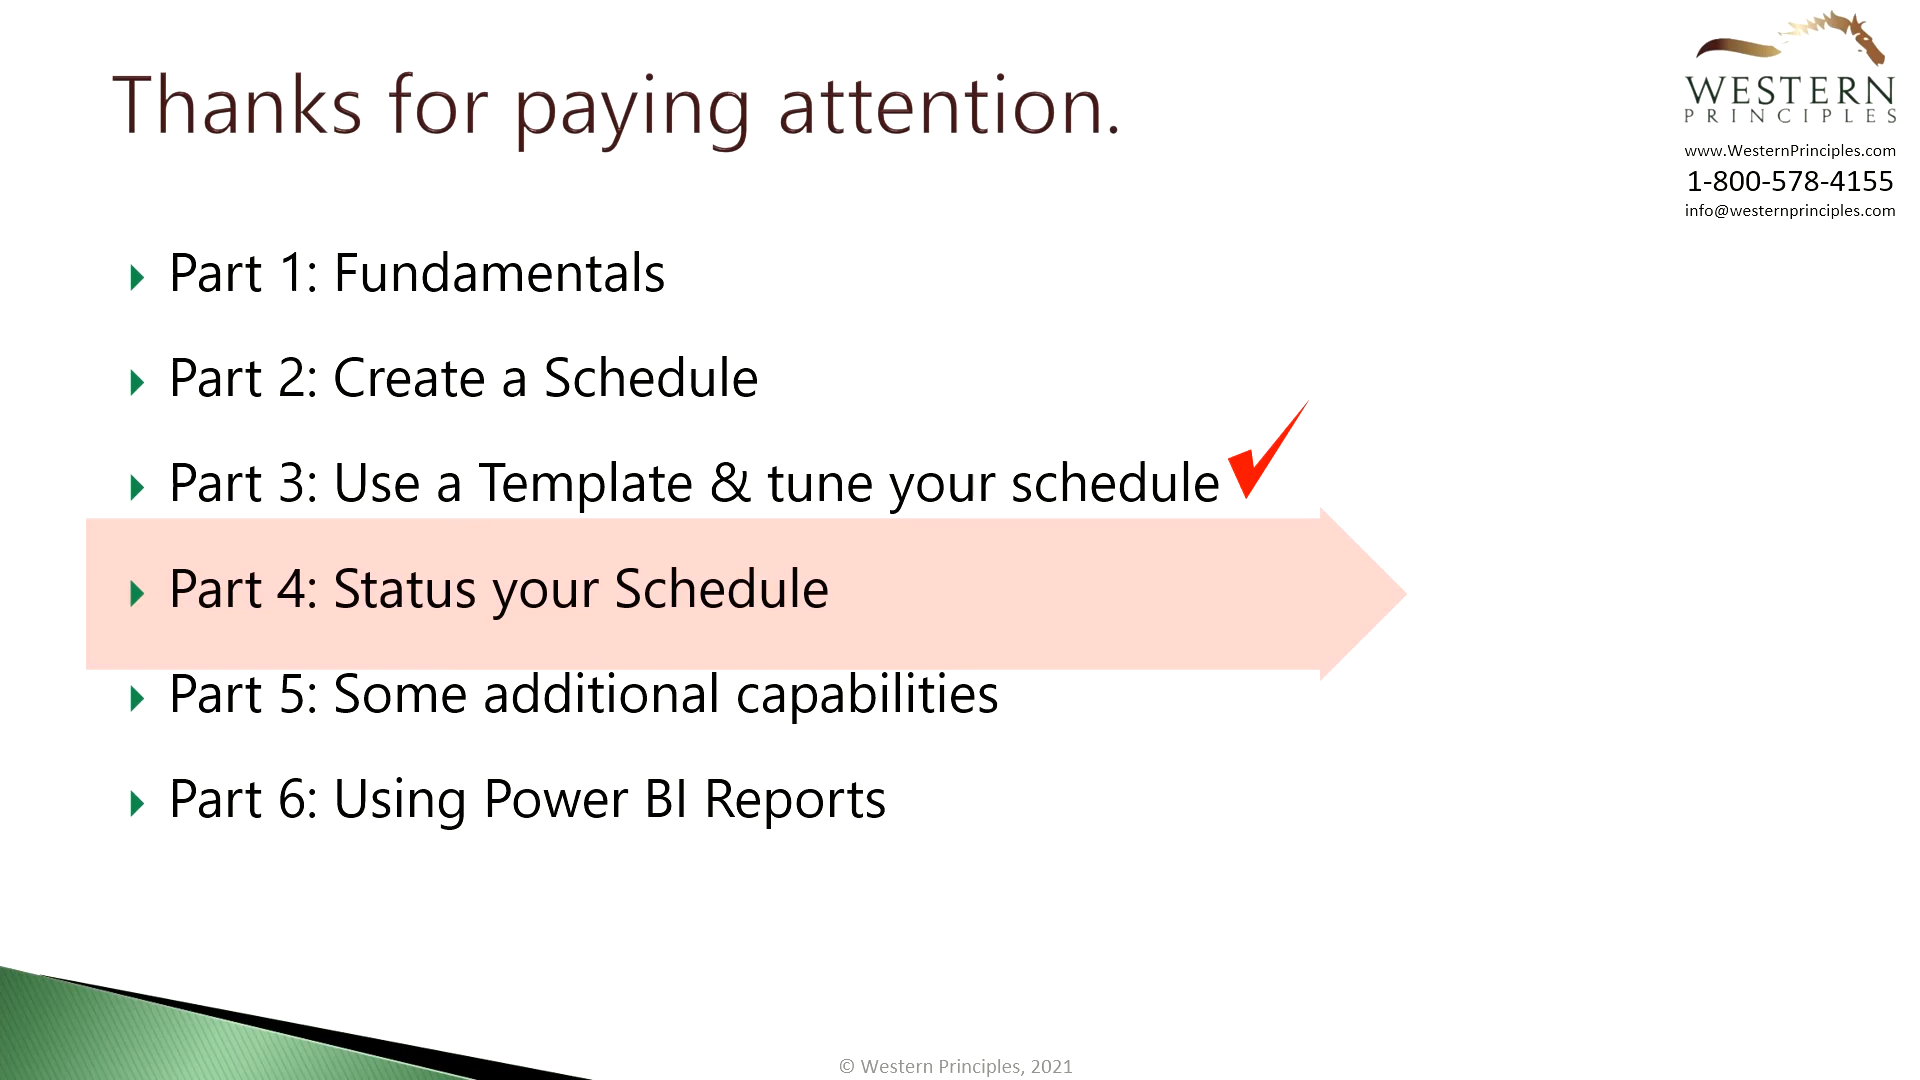 Thanks for paying attention.
WESTERN
PRINCIPLES
www.WesternPrinciples.com
1-800-578-4155
info@westernprinciples.com
Part 1: Fundamentals
Part 2: Create a Schedule
Part 3: Use a Template & tune your schedule
Part 4: Status your Schedule
Part 5: Some additional capabilities
Part 6: Using Power BI Reports
© Western Principles, 2021